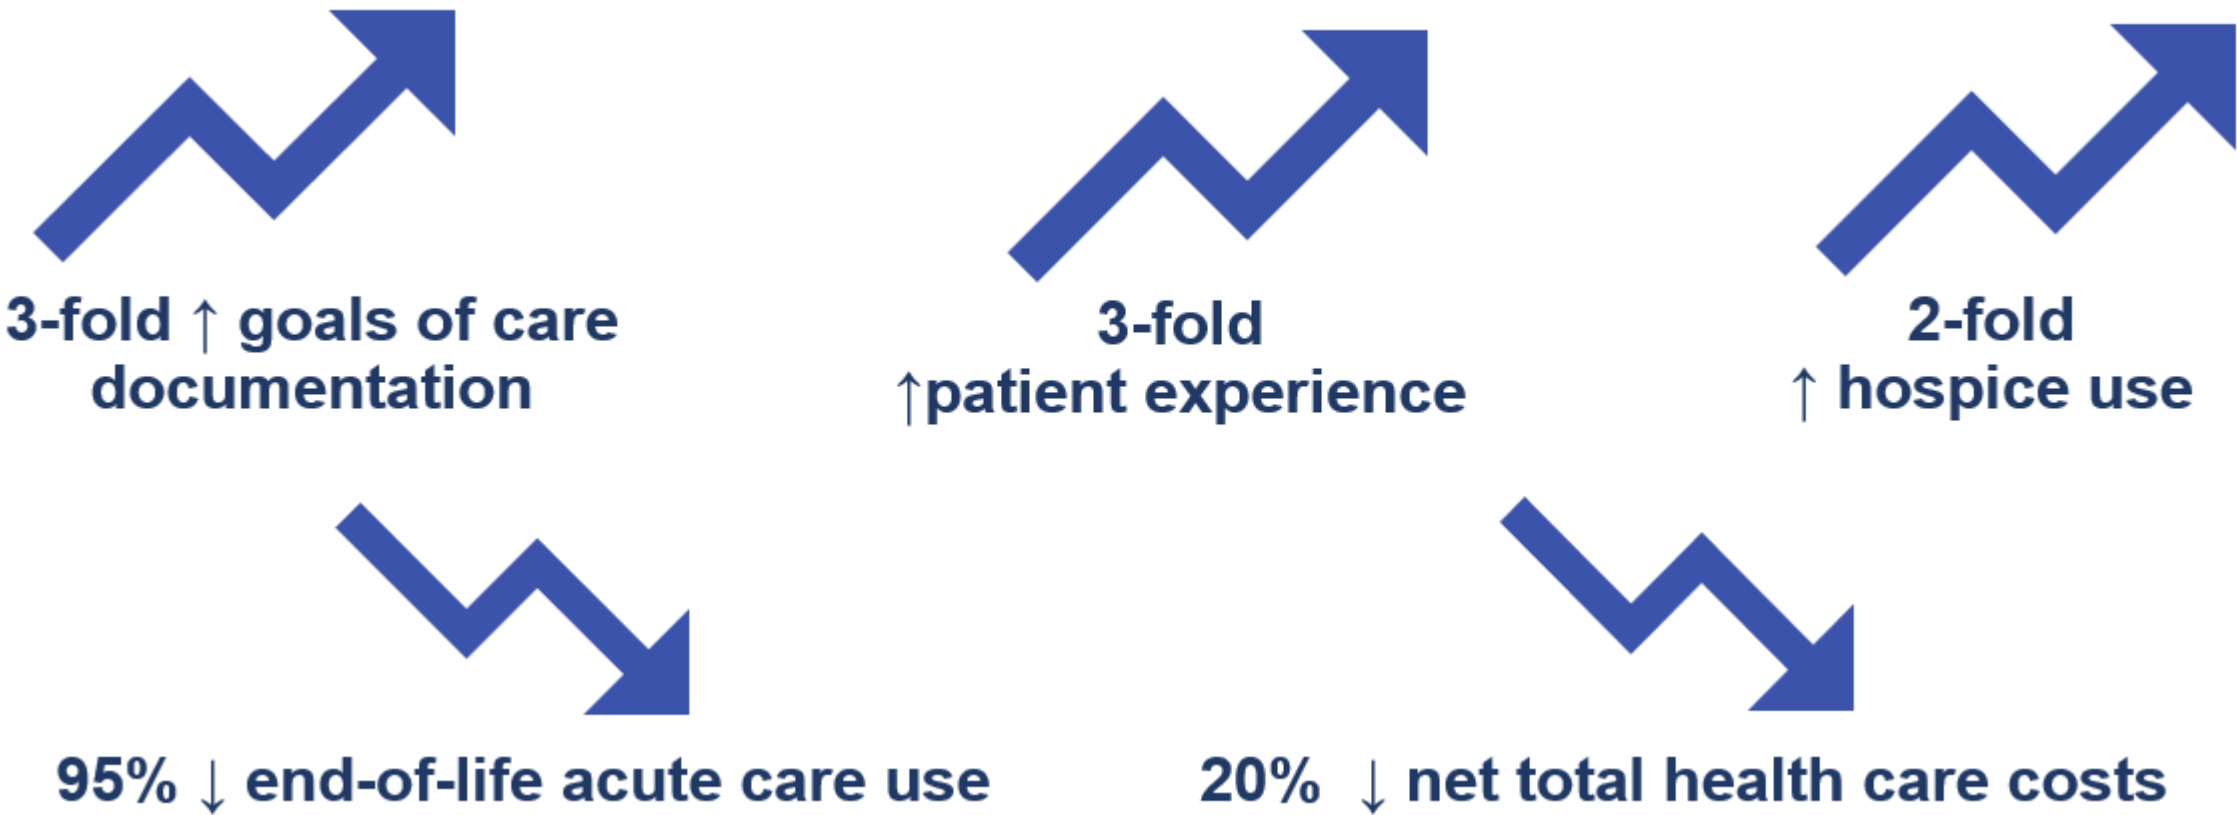 3-fold ↑ goals of care
documentation
3-fold
↑patient experience
2-fold
↑ hospice use
95% ↓ end-of-life acute care use
20% ↓ net total health care costs